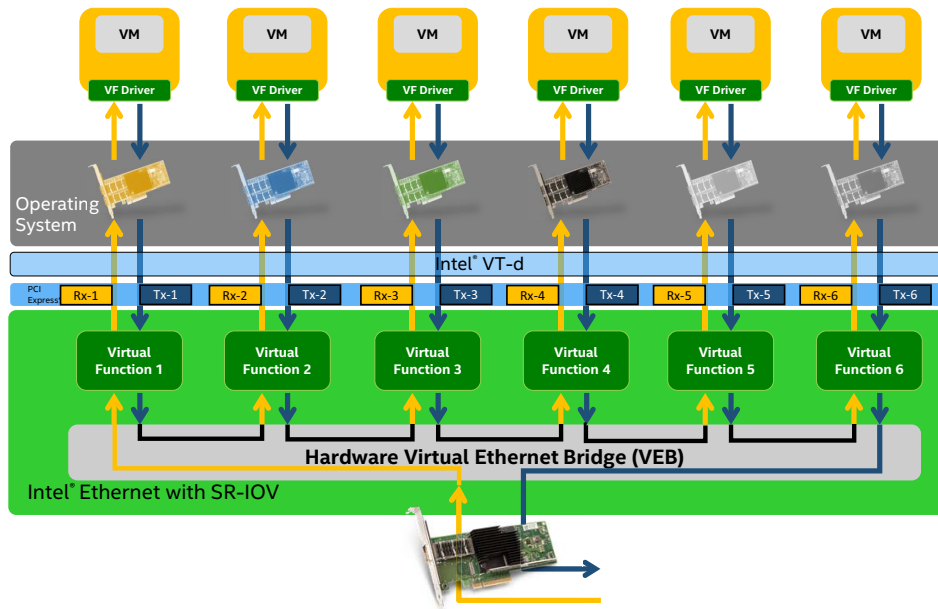 VM
VM
VM
VM
VM
VM
VF Driver
VF Driver
VF Driver
VF Driver
VF Driver
VF Driver
Operating
System
Intel® VT-d
PCI
Express®
Rx-1
Tx-1
Rx-2
Tx-2
Rx-3
Tx-3
Rx-4
Tx-4
Rx-5
Tx-5
Rx-6
Tx-6
Virtual
Function 1
Virtual
Function 2
Virtual
Function 3
Virtual
Function 4
Virtual
Function 5
Virtual
Function 6
Hardware Virtual Ethernet Bridge (VEB)
Intel® Ethernet with SR-IOV